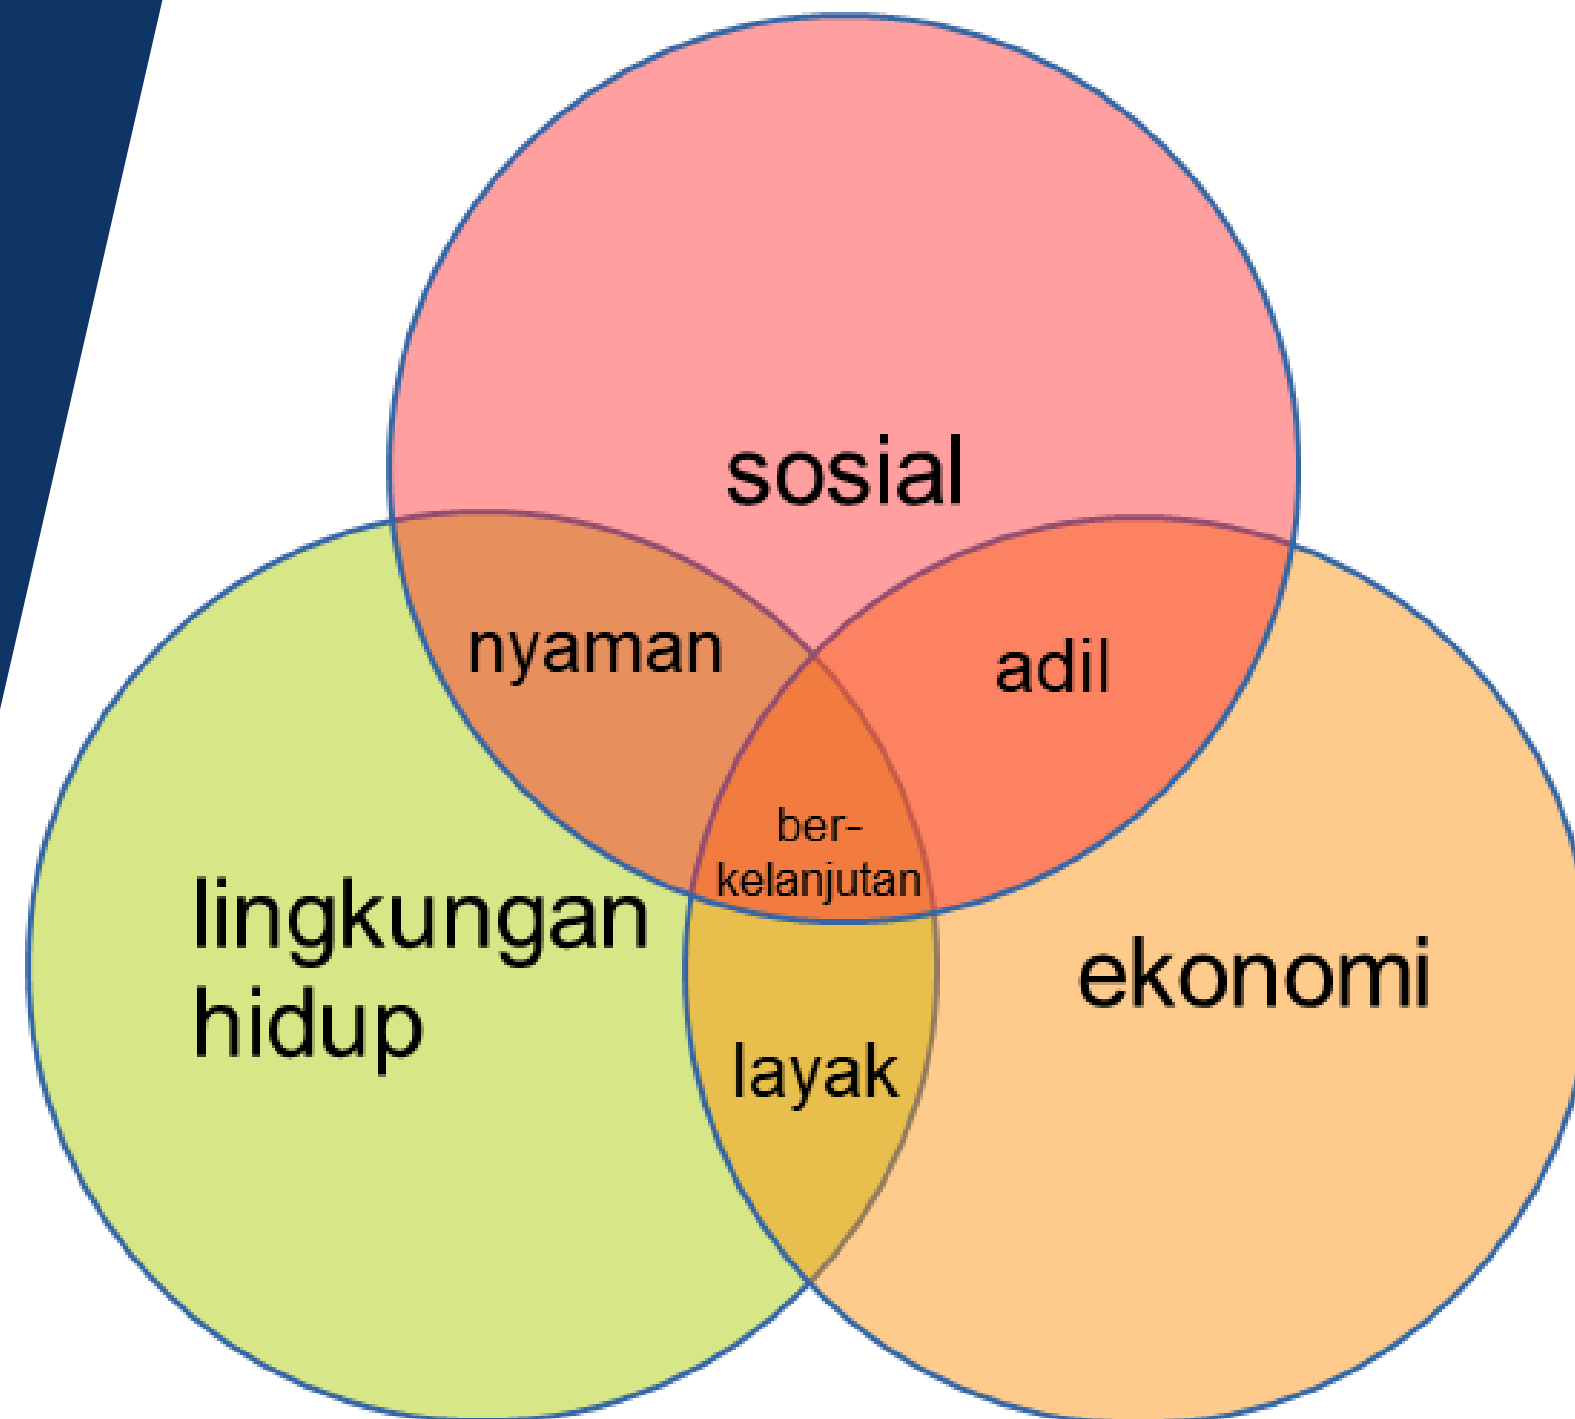 sosial
nyaman
adil
ber-
kelanjutan
lingkungan
hidup
ekonomi
layak